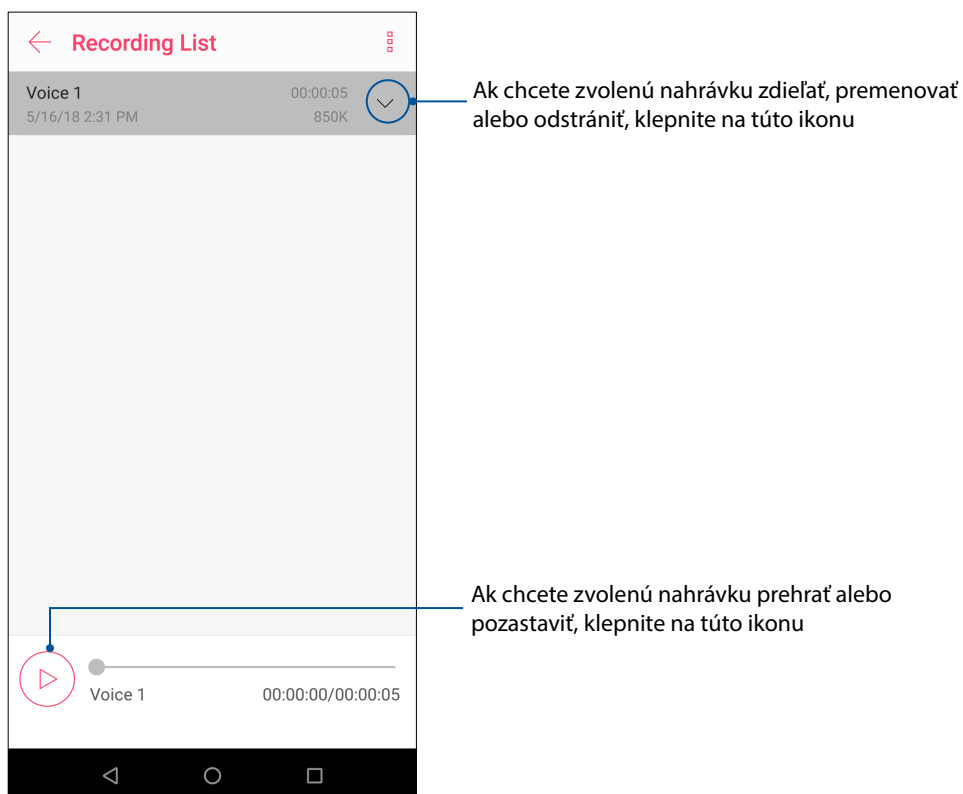 Recording List
Voice 1 00:00:05
5/16/18 2:31 PM 850K
Ak chcete zvolenú nahrávku zdieľať, premenovať
alebo odstrániť, klepnite na túto ikonu
Ak chcete zvolenú nahrávku prehrať alebo
pozastaviť, klepnite na túto ikonu
Voice 1 00:00:00/00:00:05